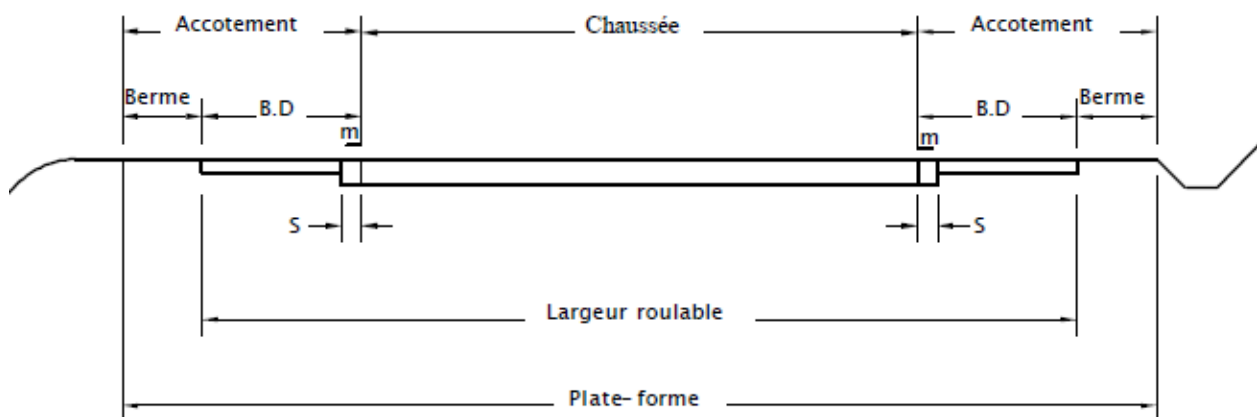 Accotement Chaussée Accotement
Berme B.D B.D Berme
m m
S S
Largeur roulable
Plate-forme